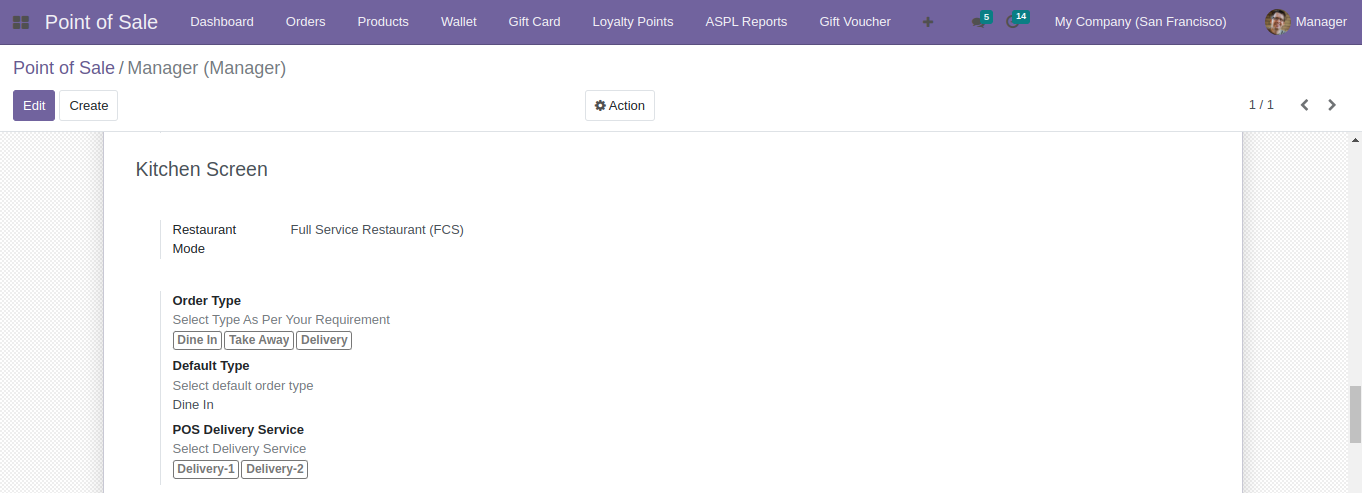 Point of Sale Dashboard Orders Products Wallet Gift Card Loyalty Points ASPL Reports Gift Voucher 5 14 My Company (San Francisco) Manager
Point of Sale / Manager (Manager)
Edit Create Action 1 / 1
Kitchen Screen
Restaurant Mode Full Service Restaurant (FCS)
Order Type
Select Type As Per Your Requirement
Dine In Take Away Delivery
Default Type
Select default order type
Dine In
POS Delivery Service
Select Delivery Service
Delivery-1 Delivery-2